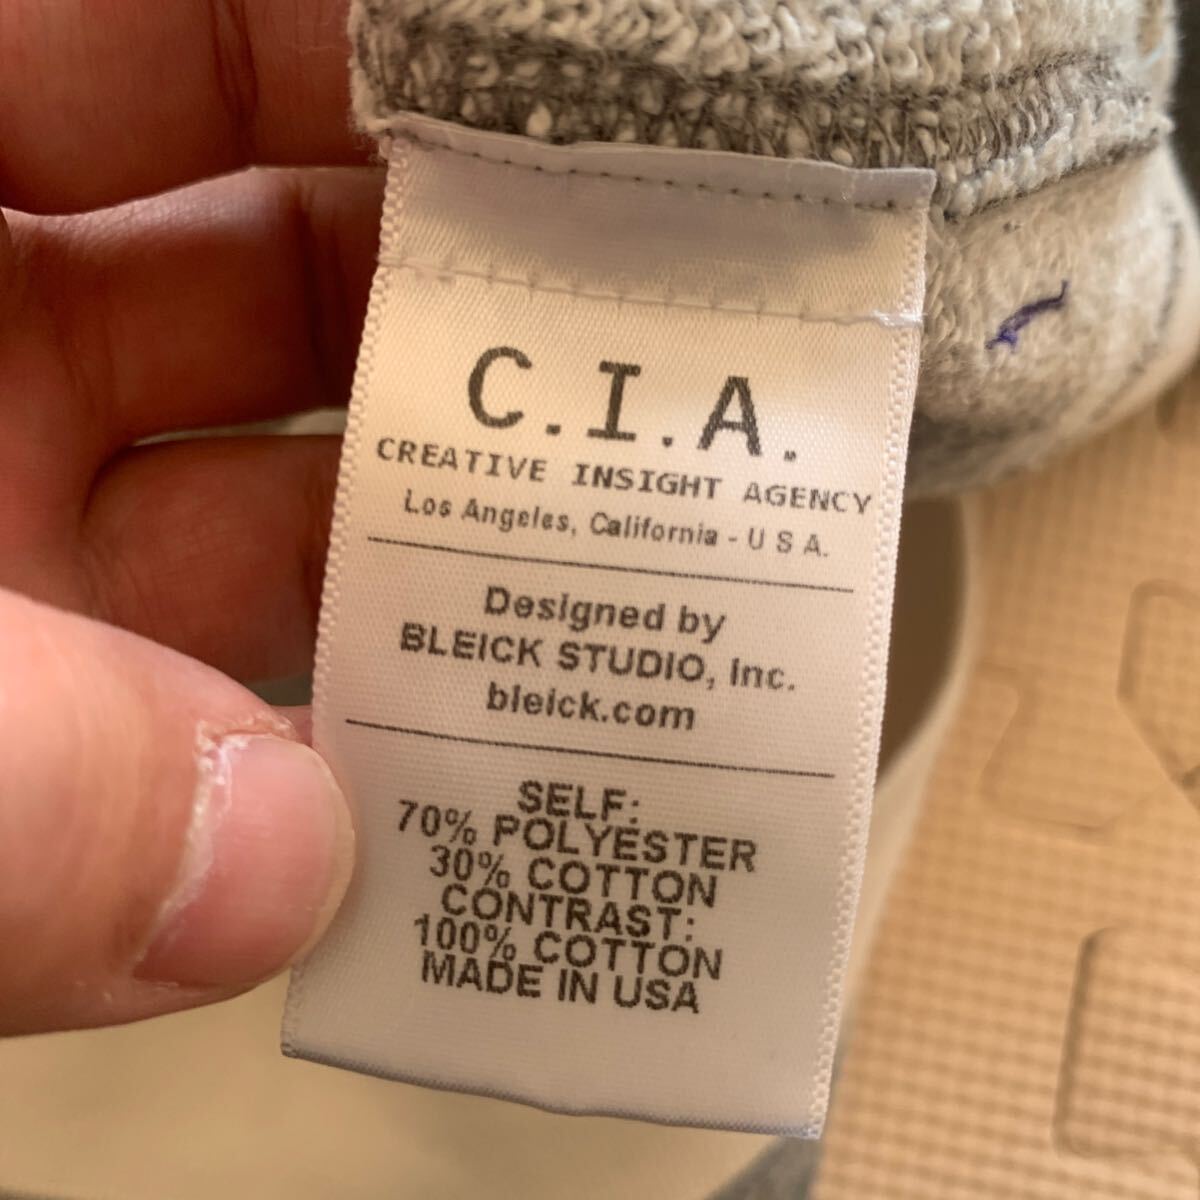 C.I.A.
CREATIVE INSIGHT AGENCY
Los Angeles, California - U S A.
Designed by
BLEICK STUDIO, Inc.
bleick.com
SELF:
70% POLYESTER
30% COTTON
CONTRAST:
100% COTTON
MADE IN USA